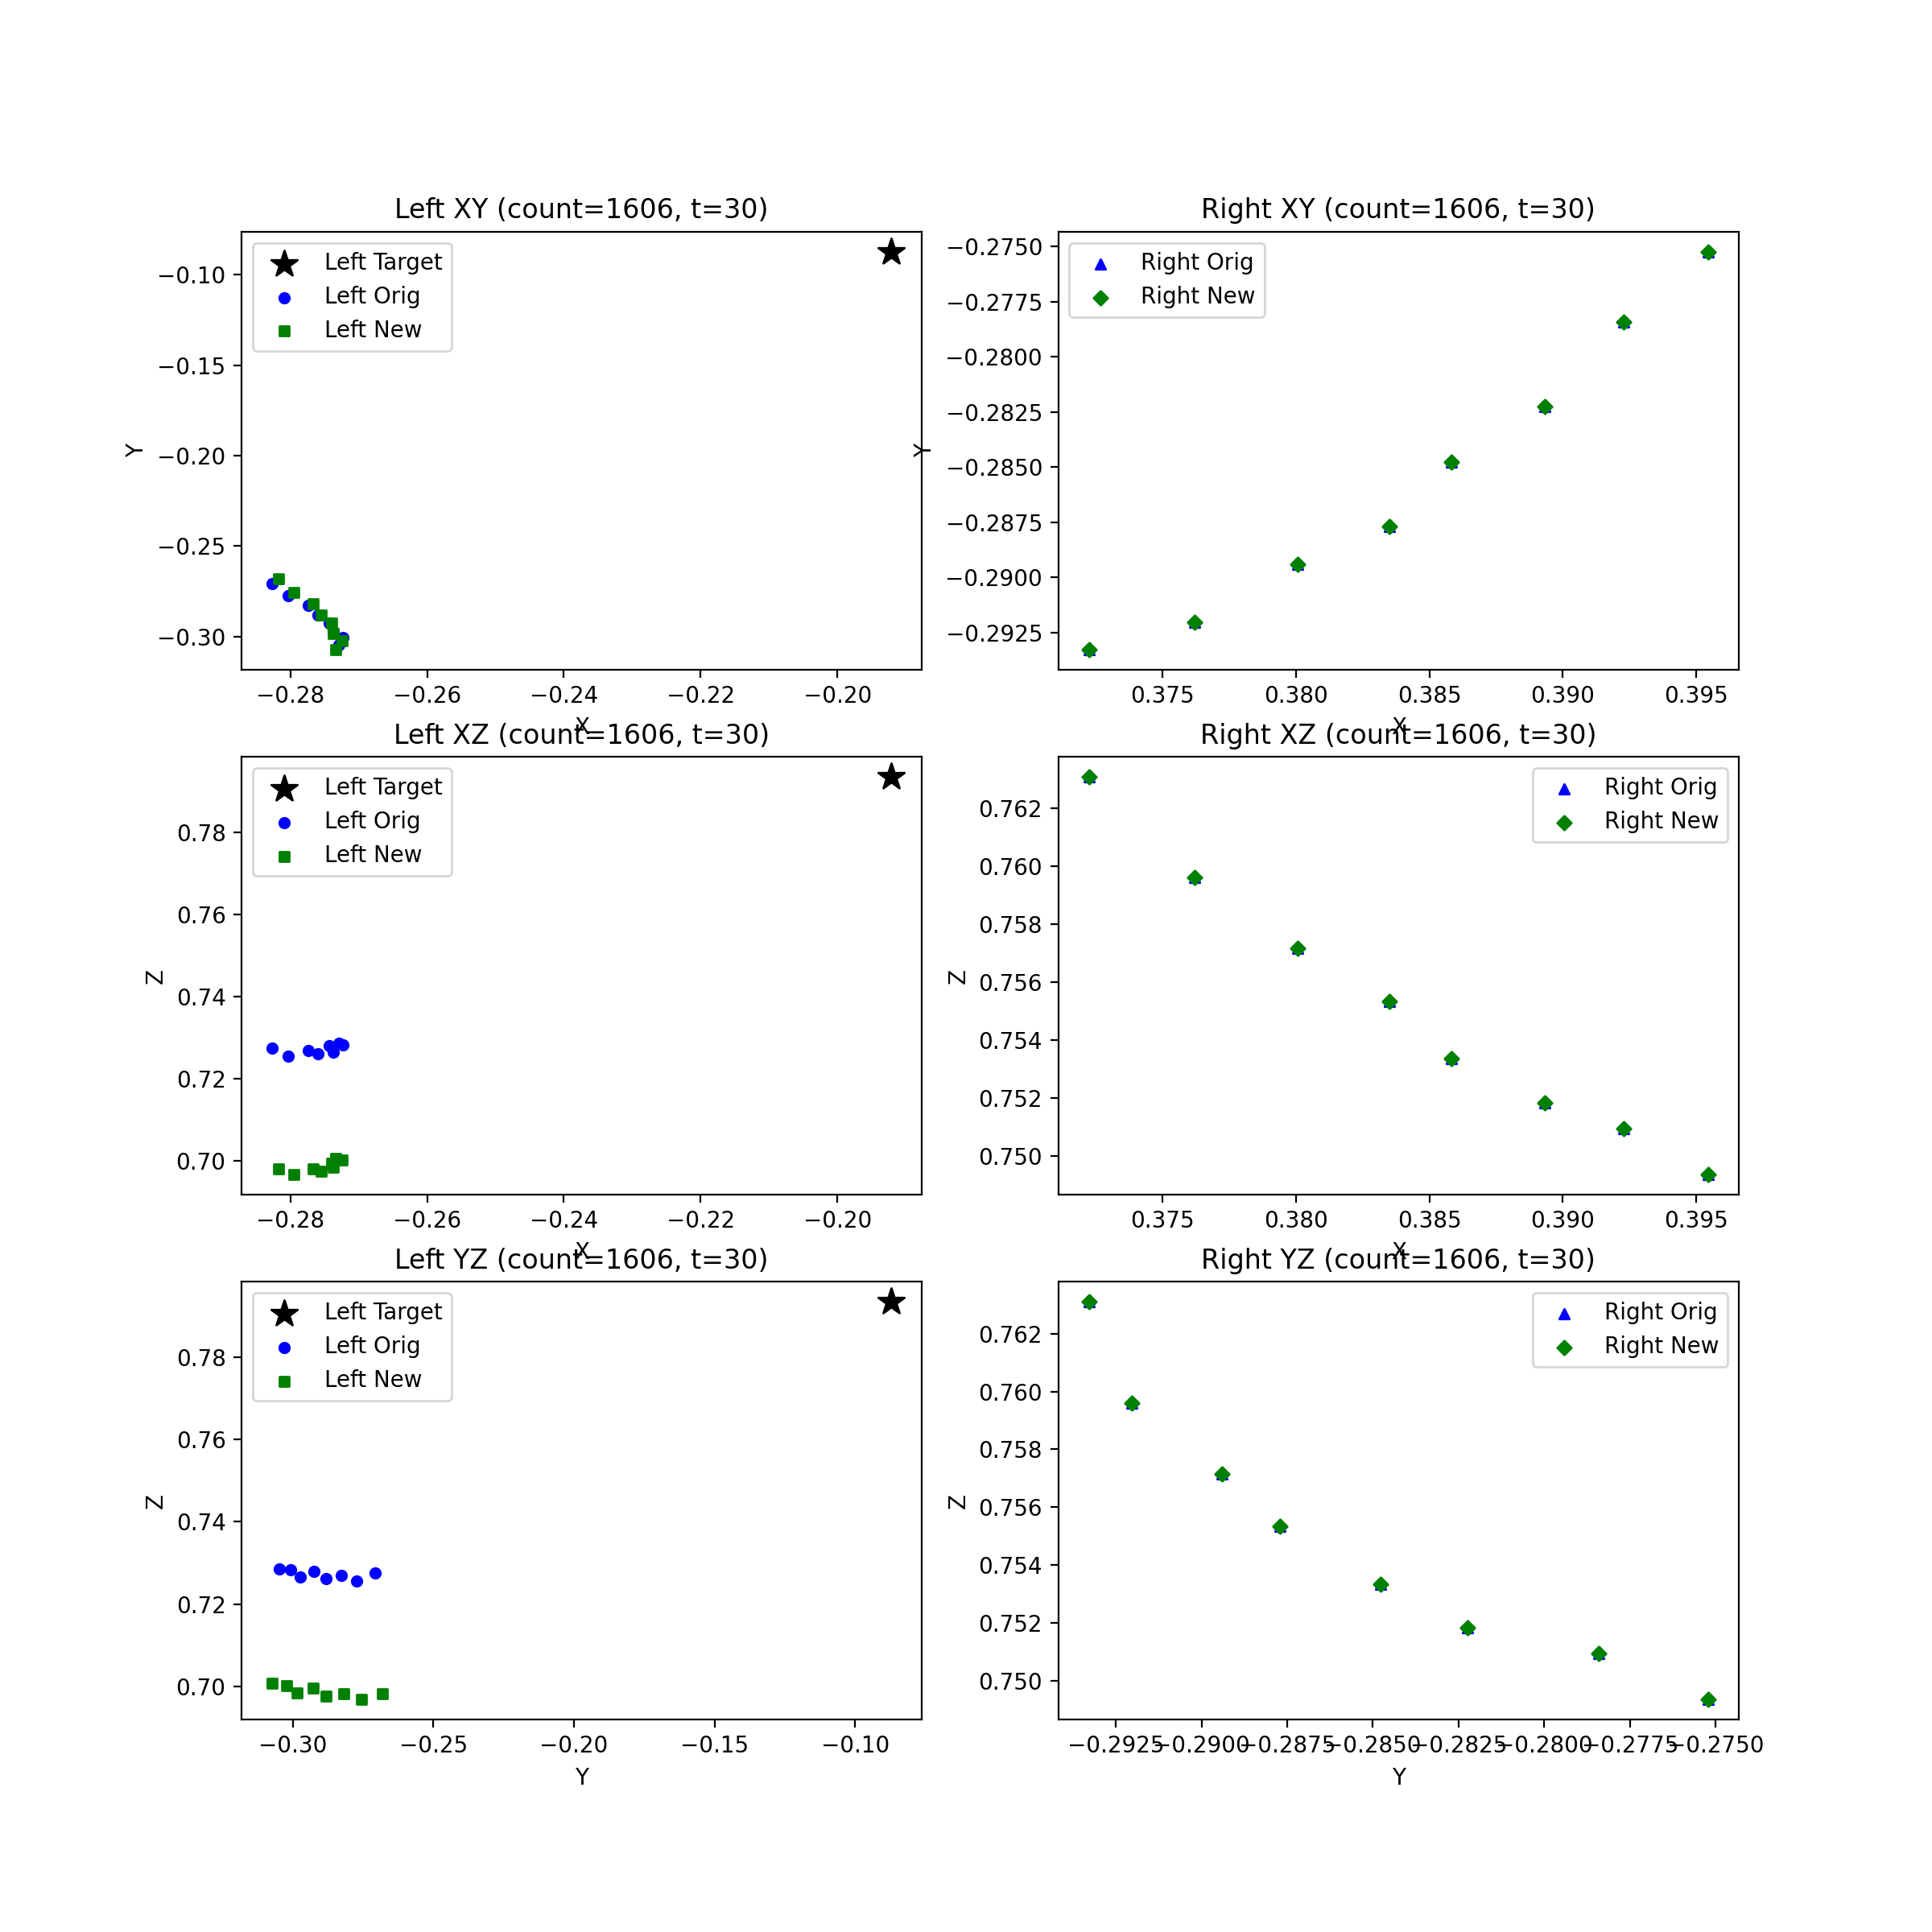 Left XY (count=1606, t=30)
Left Target
Left Orig
Left New
−0.10
−0.15
−0.20
−0.25
−0.30
Y
−0.28
−0.26
−0.24
−0.22
−0.20
X
Right XY (count=1606, t=30)
Right Orig
Right New
−0.2750
−0.2775
−0.2800
−0.2825
−0.2850
−0.2875
−0.2900
−0.2925
Y
0.375
0.380
0.385
0.390
0.395
X
Left XZ (count=1606, t=30)
Left Target
Left Orig
Left New
0.78
0.76
0.74
0.72
0.70
Z
−0.28
−0.26
−0.24
−0.22
−0.20
X
Right XZ (count=1606, t=30)
Right Orig
Right New
0.762
0.760
0.758
0.756
0.754
0.752
0.750
Z
0.375
0.380
0.385
0.390
0.395
X
Left YZ (count=1606, t=30)
Left Target
Left Orig
Left New
0.78
0.76
0.74
0.72
0.70
Z
−0.30
−0.25
−0.20
−0.15
−0.10
Y
Right YZ (count=1606, t=30)
Right Orig
Right New
0.762
0.760
0.758
0.756
0.754
0.752
0.750
Z
−0.2925
−0.2900
−0.2875
−0.2850
−0.2825
−0.2800
−0.2775
−0.2750
Y